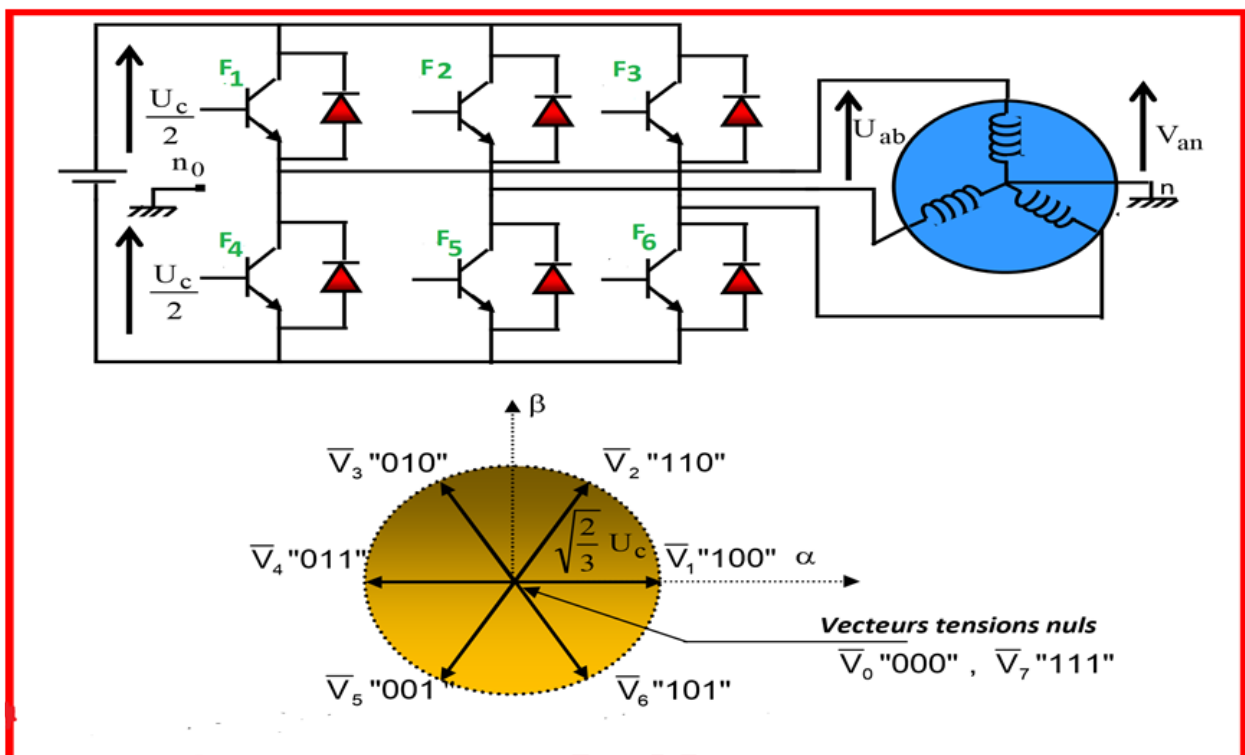 F1
F2
F3
Uc
2
n0
Uab
Van
n
F4
F5
F6
Uc
2
β
V̅3 "010"
V̅2 "110"
√2/3 Uc
V̅4 "011"
V̅1 "100" α
Vecteurs tensions nuls
V̅0 "000" , V̅7 "111"
V̅5 "001"
V̅6 "101"